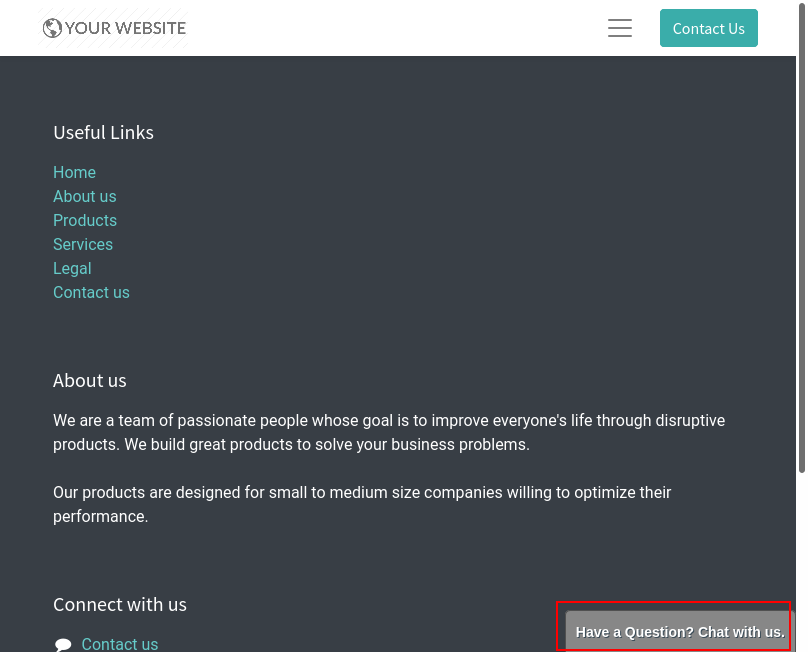 YOUR WEBSITE
Contact Us
Useful Links
Home
About us
Products
Services
Legal
Contact us
About us
We are a team of passionate people whose goal is to improve everyone's life through disruptive
products. We build great products to solve your business problems.
Our products are designed for small to medium size companies willing to optimize their
performance.
Connect with us
Contact us
Have a Question? Chat with us.